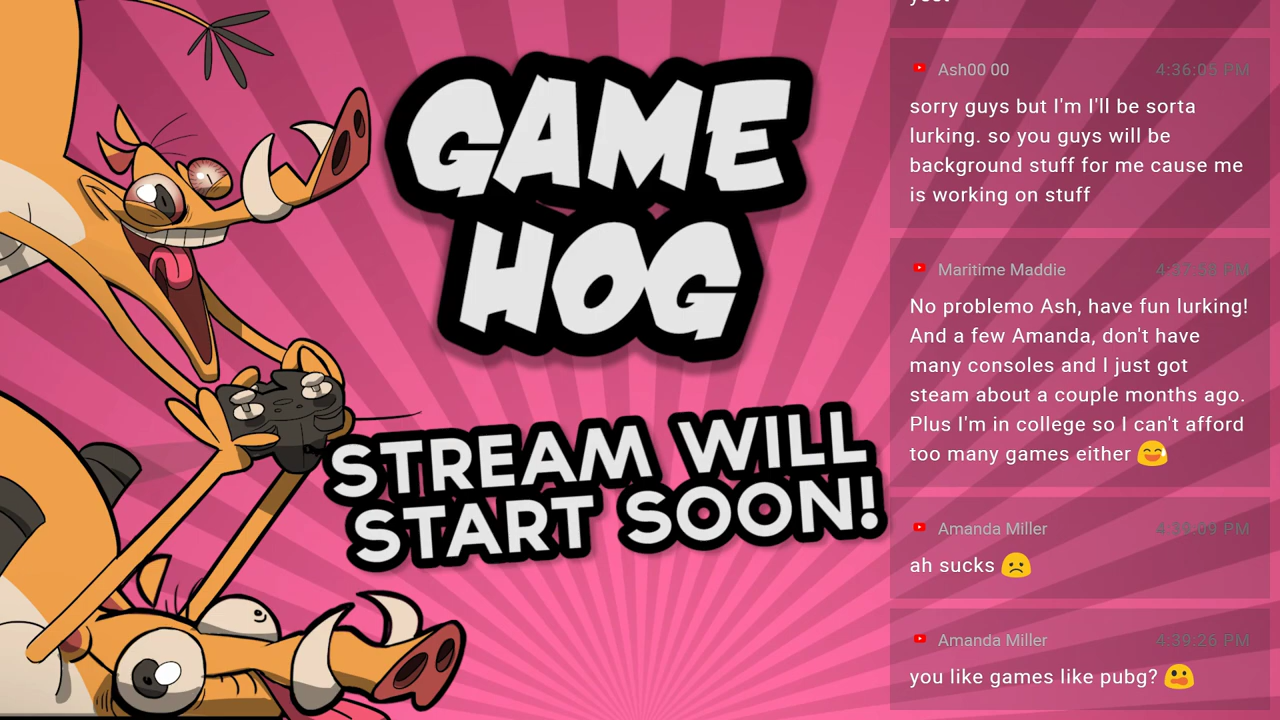 GAME
HOG
STREAM WILL
START SOON!
Ash00 00 4:36:05 PM
sorry guys but I'm I'll be sorta
lurking. so you guys will be
background stuff for me cause me
is working on stuff
Maritime Maddie
No problemo Ash, have fun lurking!
And a few Amanda, don't have
many consoles and I just got
steam about a couple months ago.
Plus I'm in college so I can't afford
too many games either 😅
Amanda Miller 4:39:09 PM
ah sucks ☹️
Amanda Miller 4:39:26 PM
you like games like pubg? 😛